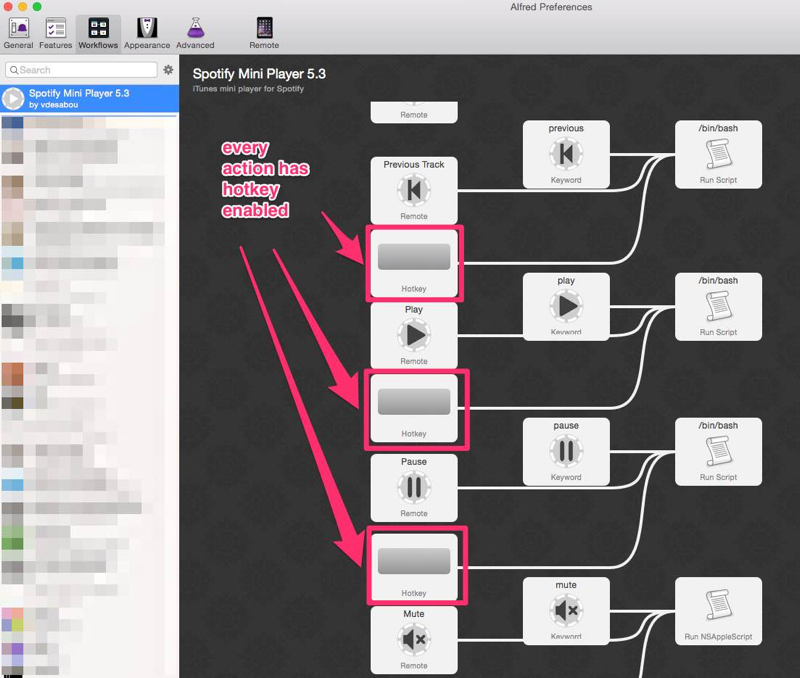 Alfred Preferences
General
Features
Workflows
Appearance
Advanced
Remote
Search
Spotify Mini Player 5.3
by vdesabou
Spotify Mini Player 5.3
iTunes mini player for Spotify
Remote
every
action has
hotkey
enabled
Previous Track
Remote
previous
Keyword
/bin/bash
Run Script
Hotkey
Play
Remote
play
Keyword
/bin/bash
Run Script
Hotkey
Pause
Remote
pause
Keyword
/bin/bash
Run Script
Hotkey
Mute
Remote
mute
Keyword
Run NSAppleScript